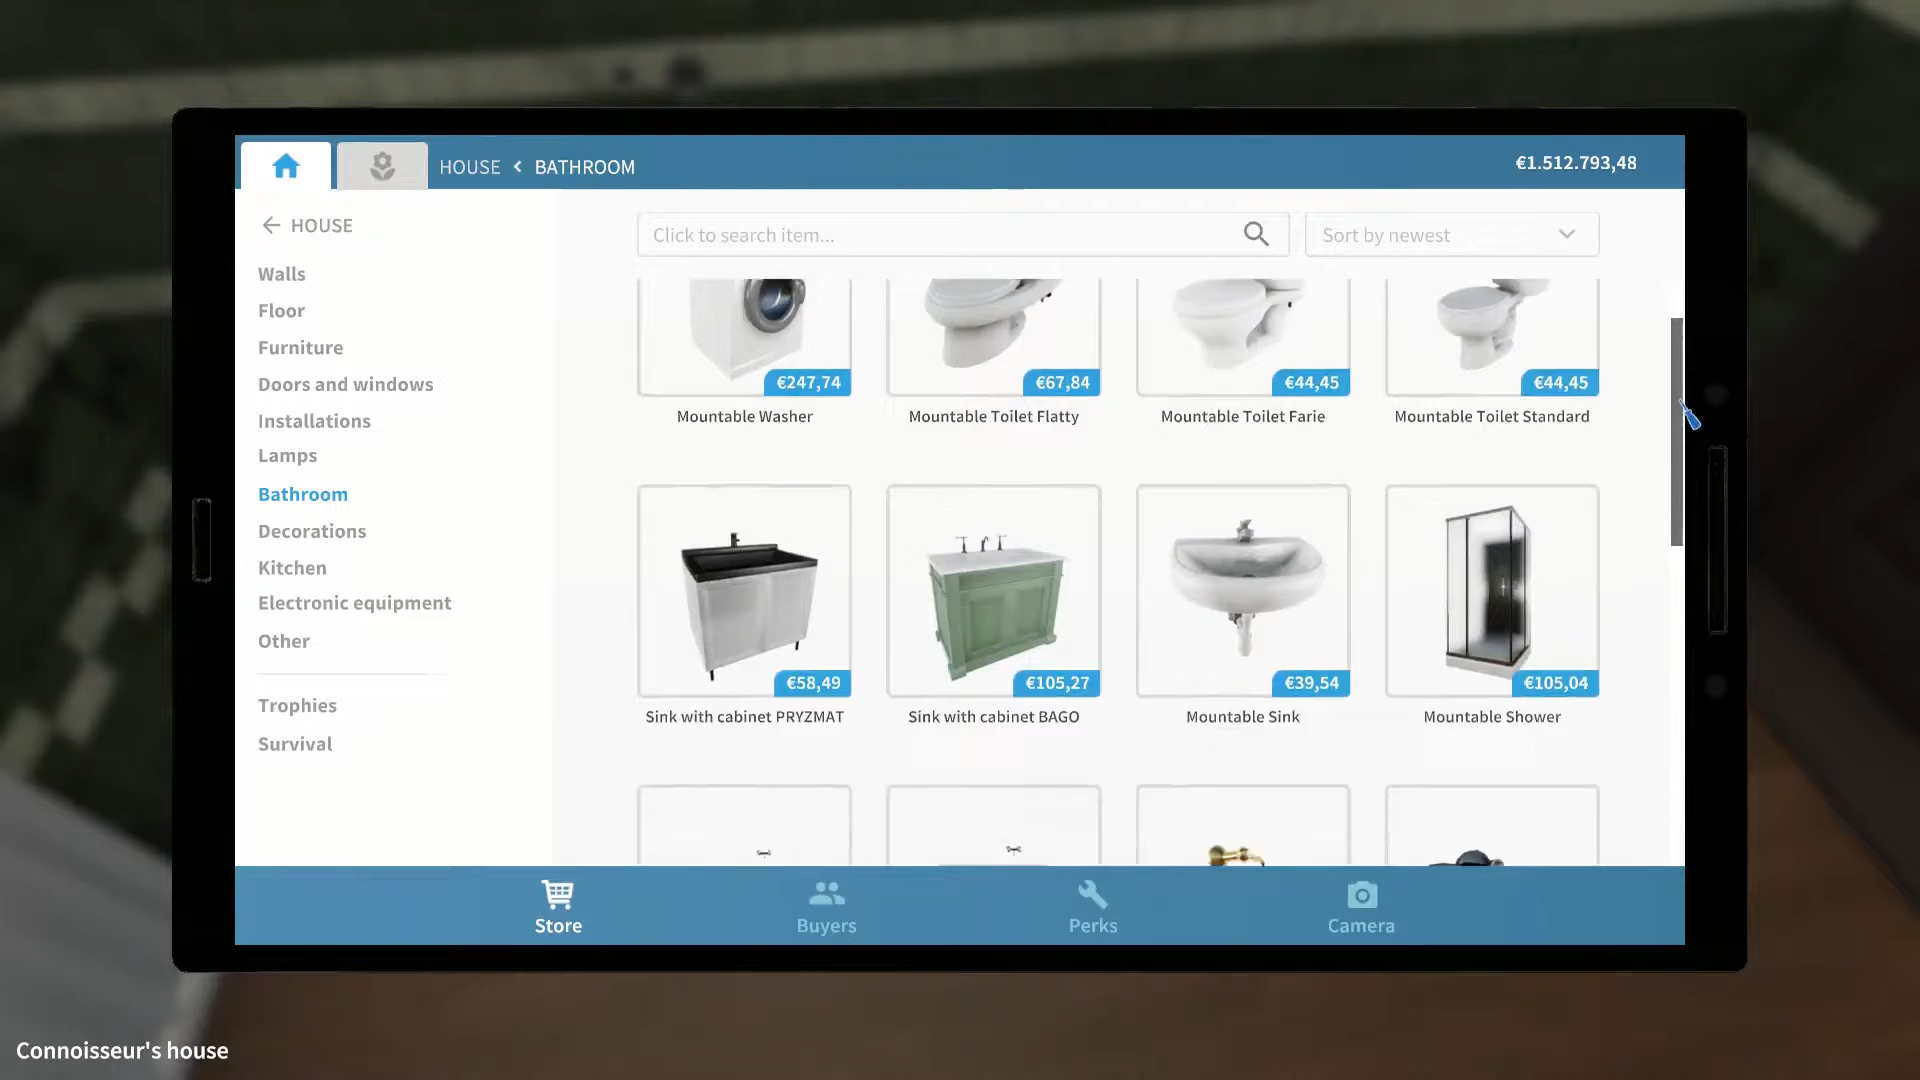 HOUSE < BATHROOM
€1.512.793,48
HOUSE
Click to search item...
Sort by newest
Walls
Floor
Furniture
Doors and windows
Installations
Lamps
Bathroom
Decorations
Kitchen
Electronic equipment
Other
Trophies
Survival
€247,74
€67,84
€44,45
€44,45
Mountable Washer
Mountable Toilet Flatty
Mountable Toilet Farie
Mountable Toilet Standard
€58,49
€105,27
€39,54
€105,04
Sink with cabinet PRYZMAT
Sink with cabinet BAGO
Mountable Sink
Mountable Shower
Store
Buyers
Perks
Camera
Connoisseur's house